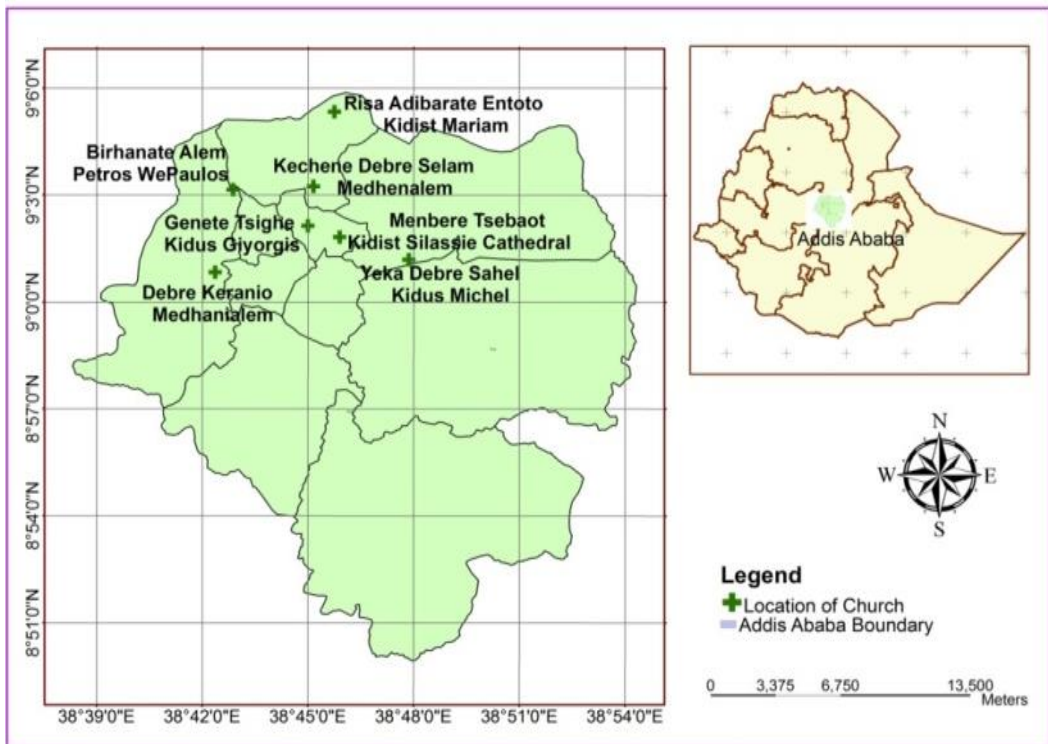 9°6'0"N
9°3'0"N
9°0'0"N
8°57'0"N
8°54'0"N
8°51'0"N
Risa Adibarate Entoto
Kidist Mariam
Birhanate Alem
Petros WePaulos
Kechene Debre Selam
Medhenalem
Genete Tsighe
Kidus Giyorgis
Menbere Tsebaot
Kidist Silassie Cathedral
Yeka Debre Sahel
Kidus Michel
Debre Keranio
Medhanialem
38°39'0"E
38°42'0"E
38°45'0"E
38°48'0"E
38°51'0"E
38°54'0"E
Addis Ababa
N
W E
S
Legend
Location of Church
Addis Ababa Boundary
0 3,375 6,750 13,500
Meters